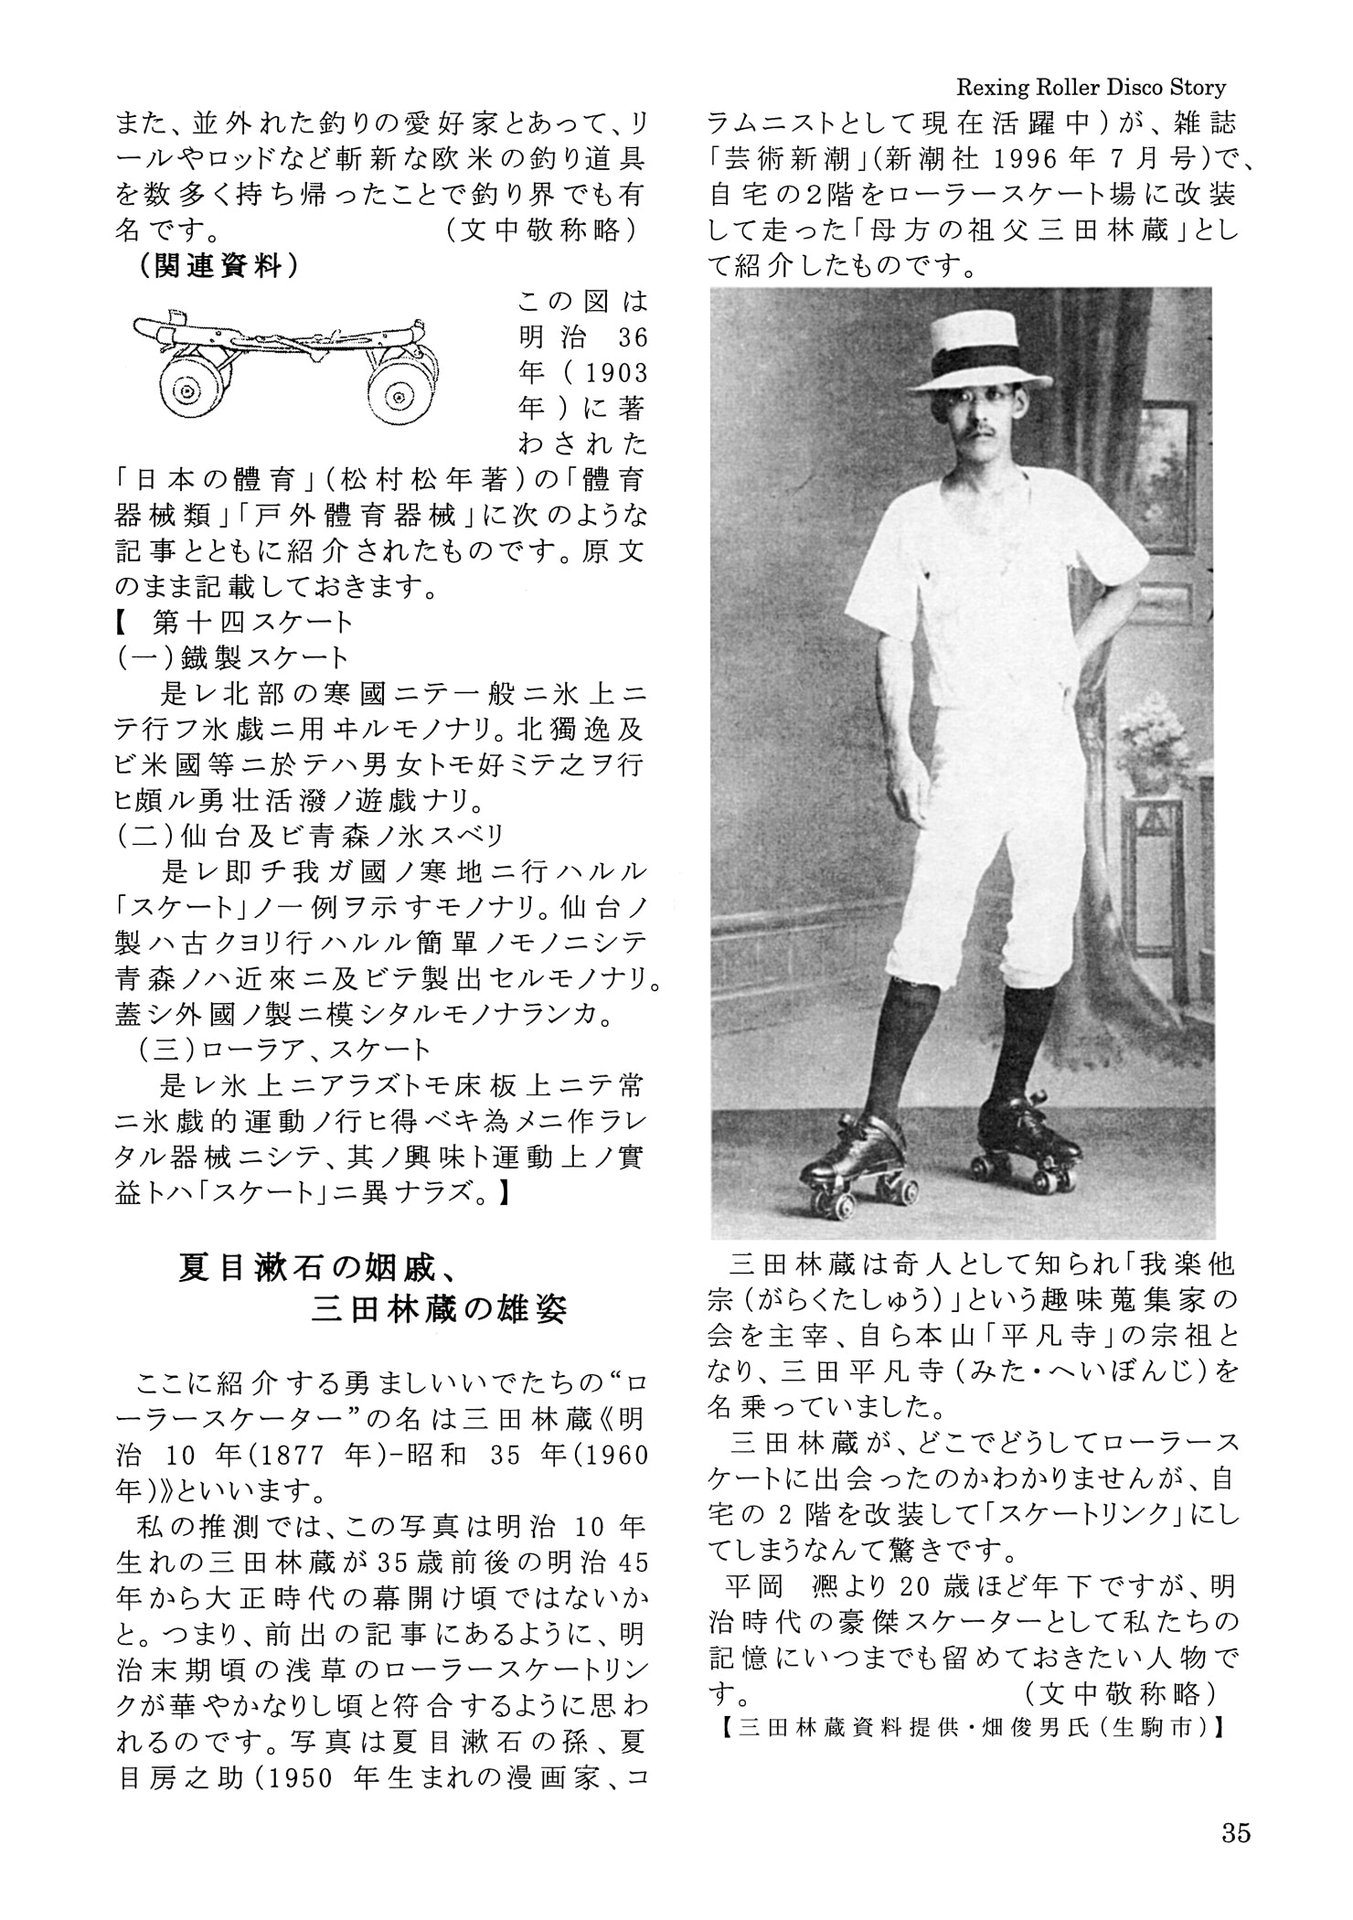 Rexing Roller Disco Story
また、並外れた釣りの愛好家とあって、リ
ールやロッドなど斬新な欧米の釣り道具
を数多く持ち帰ったことで釣り界でも有
名です。　　　　　　　（文中敬称略）
（関連資料）
この図は
明治 36
年（1903
年）に著
わされた
「日本の體育」（松村松年著）の「體育
器械類」「戸外體育器械」に次のような
記事とともに紹介されたものです。原文
のまま記載しておきます。
【　第十四スケート
（一）鐵製スケート
是レ北部の寒國ニテ一般ニ氷上ニ
テ行フ氷戯ニ用ヰルモノナリ。北獨逸及
ビ米國等ニ於テハ男女トモ好ミテ之ヲ行
ヒ頗ル勇壮活潑ノ遊戯ナリ。
（二）仙台及ビ青森ノ氷スベリ
是レ即チ我ガ國ノ寒地ニ行ハルル
「スケート」ノ一例ヲ示すモノナリ。仙台ノ
製ハ古クヨリ行ハルル簡單ノモノニシテ
青森ノハ近來ニ及ビテ製出セルモノナリ。
蓋シ外國ノ製ニ模シタルモノナランカ。
（三）ローラア、スケート
是レ氷上ニアラズトモ床板上ニテ常
ニ氷戯的運動ノ行ヒ得ベキ為メニ作ラレ
タル器械ニシテ、其ノ興味ト運動上ノ實
益トハ「スケート」ニ異ナラズ。】
夏目漱石の姻戚、
三田林蔵の雄姿
ここに紹介する勇ましいいでたちの“ロ
ーラースケーター”の名は三田林蔵《明
治 10 年(1877 年)-昭和 35 年(1960
年)》といいます。
私の推測では、この写真は明治 10 年
生れの三田林蔵が35歳前後の明治45
年から大正時代の幕開け頃ではないか
と。つまり、前出の記事にあるように、明
治末期頃の浅草のローラースケートリン
クが華やかなりし頃と符合するように思わ
れるのです。写真は夏目漱石の孫、夏
目房之助（1950 年生まれの漫画家、コ
ラムニストとして現在活躍中）が、雑誌
「芸術新潮」（新潮社 1996 年 7 月号）で、
自宅の2階をローラースケート場に改装
して走った「母方の祖父三田林蔵」とし
て紹介したものです。
三田林蔵は奇人として知られ「我楽他
宗（がらくたしゅう）」という趣味蒐集家の
会を主宰、自ら本山「平凡寺」の宗祖と
なり、三田平凡寺（みた・へいぼんじ）を
名乗っていました。
三田林蔵が、どこでどうしてローラース
ケートに出会ったのかわかりませんが、自
宅の 2 階を改装して「スケートリンク」にし
てしまうなんて驚きです。
平岡　凞より 20 歳ほど年下ですが、明
治時代の豪傑スケーターとして私たちの
記憶にいつまでも留めておきたい人物で
す。　　　　　　　　　（文中敬称略）
【三田林蔵資料提供・畑俊男氏（生駒市）】
35